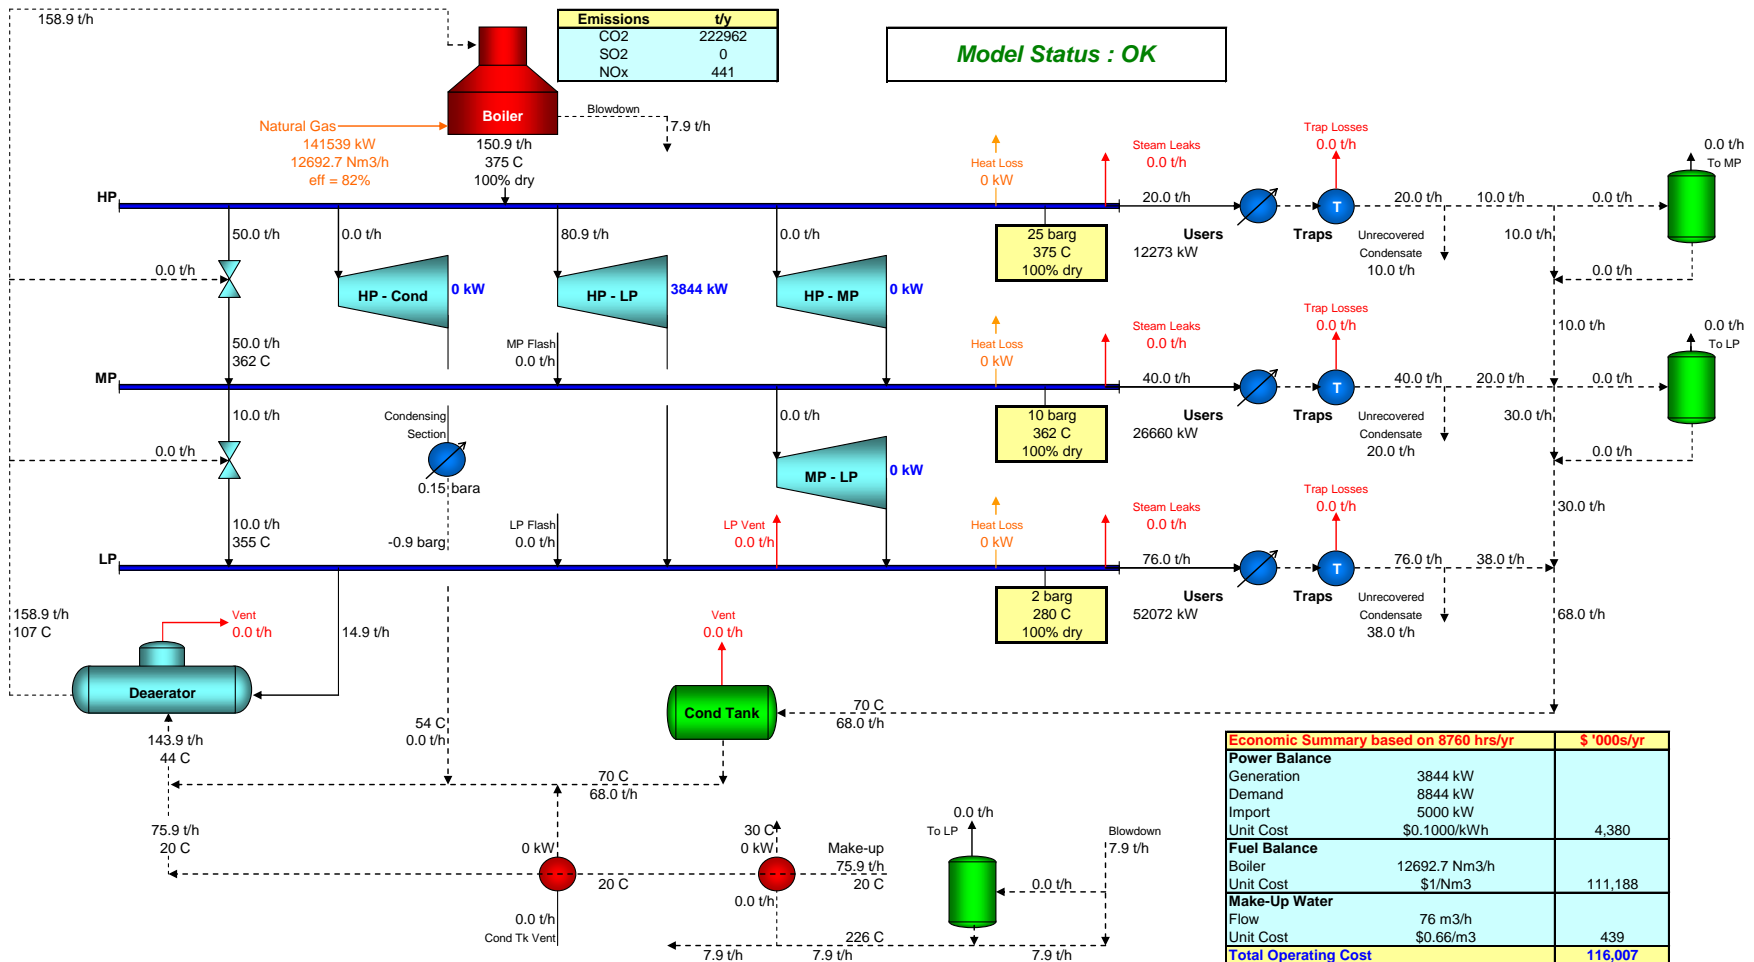 158.9 t/h
Emissions t/y
CO2 222962
SO2 0
NOx 441
Model Status : OK
Boiler
Blowdown
7.9 t/h
Natural Gas
141539 kW
12692.7 Nm3/h
eff = 82%
150.9 t/h
375 C
100% dry
Heat Loss
0 kW
Steam Leaks
0.0 t/h
Trap Losses
0.0 t/h
0.0 t/h
To MP
HP
20.0 t/h
T
20.0 t/h
10.0 t/h
0.0 t/h
50.0 t/h
0.0 t/h
80.9 t/h
0.0 t/h
25 barg
375 C
100% dry
Users
12273 kW
Traps
Unrecovered
Condensate
10.0 t/h
10.0 t/h
0.0 t/h
0.0 t/h
HP - Cond
0 kW
HP - LP
3844 kW
HP - MP
0 kW
50.0 t/h
362 C
MP Flash
0.0 t/h
Heat Loss
0 kW
Steam Leaks
0.0 t/h
Trap Losses
0.0 t/h
10.0 t/h
0.0 t/h
To LP
MP
40.0 t/h
T
40.0 t/h
20.0 t/h
0.0 t/h
10.0 t/h
Condensing
Section
0.0 t/h
10 barg
362 C
100% dry
Users
26660 kW
Traps
Unrecovered
Condensate
20.0 t/h
30.0 t/h
0.0 t/h
0.0 t/h
0.15 bara
MP - LP
0 kW
10.0 t/h
355 C
-0.9 barg
LP Flash
0.0 t/h
LP Vent
0.0 t/h
Heat Loss
0 kW
Steam Leaks
0.0 t/h
Trap Losses
0.0 t/h
30.0 t/h
LP
76.0 t/h
T
76.0 t/h
38.0 t/h
2 barg
280 C
100% dry
Users
52072 kW
Traps
Unrecovered
Condensate
38.0 t/h
68.0 t/h
158.9 t/h
107 C
Vent
0.0 t/h
14.9 t/h
Vent
0.0 t/h
Deaerator
Cond Tank
70 C
68.0 t/h
143.9 t/h
44 C
54 C
0.0 t/h
70 C
68.0 t/h
75.9 t/h
20 C
0 kW
20 C
30 C
0 kW
Make-up
75.9 t/h
20 C
0.0 t/h
To LP
Blowdown
7.9 t/h
0.0 t/h
0.0 t/h
0.0 t/h
Cond Tk Vent
226 C
7.9 t/h
7.9 t/h
7.9 t/h
Economic Summary based on 8760 hrs/yr $ '000s/yr
Power Balance
Generation 3844 kW
Demand 8844 kW
Import 5000 kW
Unit Cost $0.1000/kWh 4,380
Fuel Balance
Boiler 12692.7 Nm3/h
Unit Cost $1/Nm3 111,188
Make-Up Water
Flow 76 m3/h
Unit Cost $0.66/m3 439
Total Operating Cost 116,007